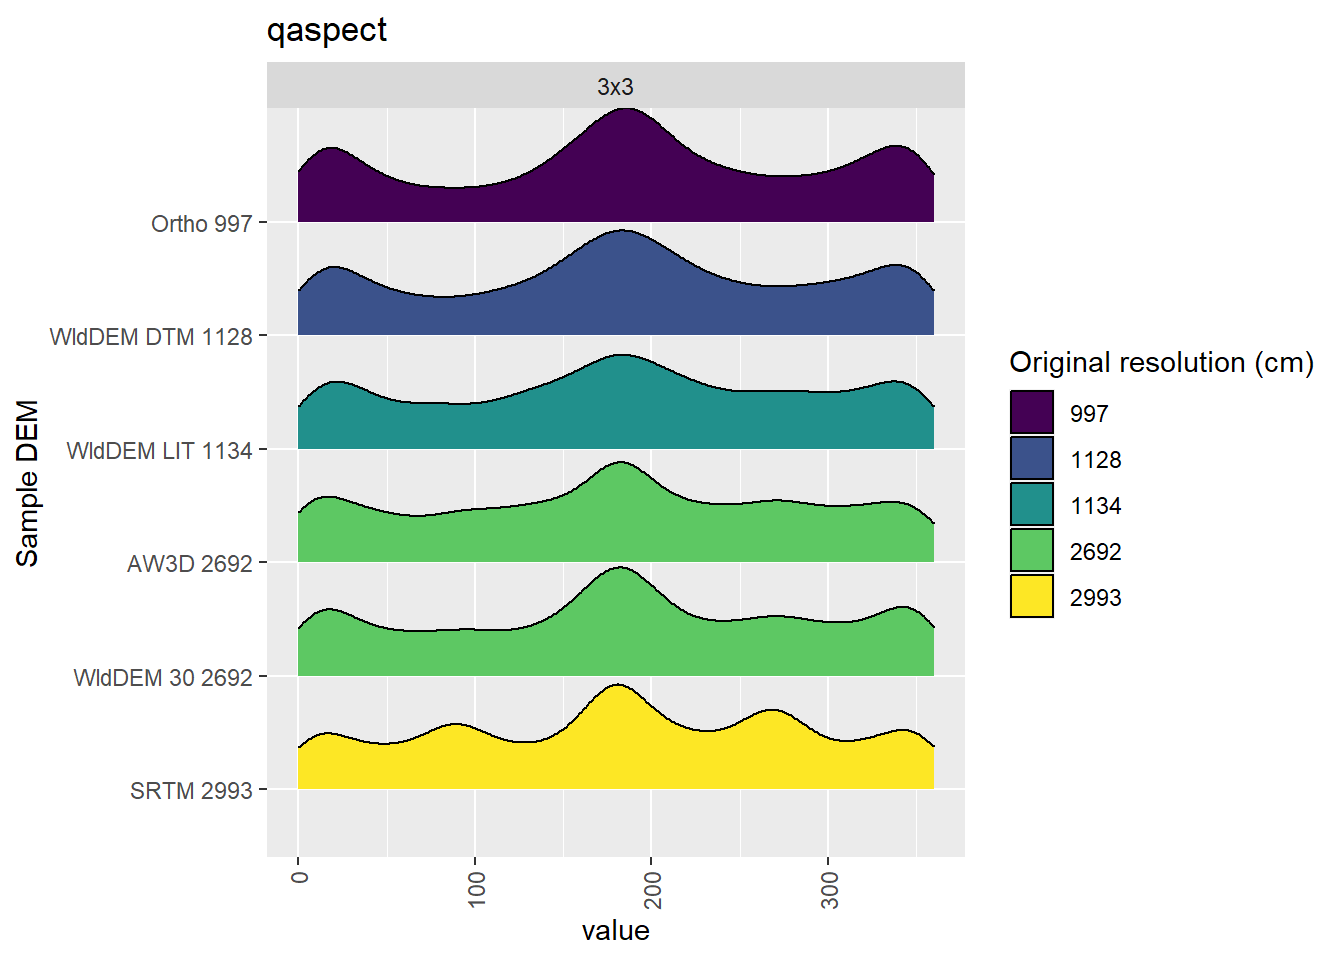 qaspect
3x3
Ortho 997
WldDEM DTM 1128
WldDEM LIT 1134
AW3D 2692
WldDEM 30 2692
SRTM 2993
Sample DEM
0
100
200
300
value
Original resolution (cm)
997
1128
1134
2692
2993